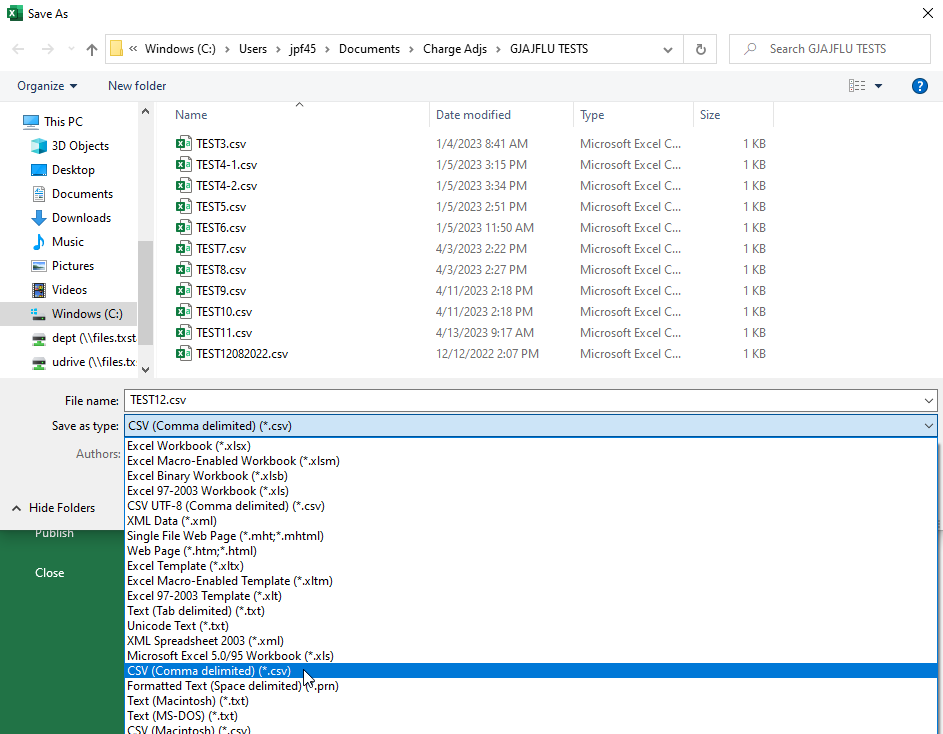 Save As
« Windows (C:) › Users › jpf45 › Documents › Charge Adjs › GJAJFLU TESTS
Search GJAJFLU TESTS
Organize
New folder
?
This PC
3D Objects
Desktop
Documents
Downloads
Music
Pictures
Videos
Windows (C:)
dept (\\files.txst
udrive (\\files.tx
Name Date modified Type Size
TEST3.csv 1/4/2023 8:41 AM Microsoft Excel C... 1 KB
TEST4-1.csv 1/5/2023 3:15 PM Microsoft Excel C... 1 KB
TEST4-2.csv 1/5/2023 3:34 PM Microsoft Excel C... 1 KB
TEST5.csv 1/5/2023 2:51 PM Microsoft Excel C... 1 KB
TEST6.csv 1/5/2023 11:50 AM Microsoft Excel C... 1 KB
TEST7.csv 4/3/2023 2:22 PM Microsoft Excel C... 1 KB
TEST8.csv 4/3/2023 2:27 PM Microsoft Excel C... 1 KB
TEST9.csv 4/11/2023 2:18 PM Microsoft Excel C... 1 KB
TEST10.csv 4/11/2023 2:18 PM Microsoft Excel C... 1 KB
TEST11.csv 4/13/2023 9:17 AM Microsoft Excel C... 1 KB
TEST12082022.csv 12/12/2022 2:07 PM Microsoft Excel C... 1 KB
File name: TEST12.csv
Save as type: CSV (Comma delimited) (*.csv)
Authors:
Hide Folders
Publish
Close
Excel Workbook (*.xlsx)
Excel Macro-Enabled Workbook (*.xlsm)
Excel Binary Workbook (*.xlsb)
Excel 97-2003 Workbook (*.xls)
CSV UTF-8 (Comma delimited) (*.csv)
XML Data (*.xml)
Single File Web Page (*.mht;*.mhtml)
Web Page (*.htm;*.html)
Excel Template (*.xltx)
Excel Macro-Enabled Template (*.xltm)
Excel 97-2003 Template (*.xlt)
Text (Tab delimited) (*.txt)
Unicode Text (*.txt)
XML Spreadsheet 2003 (*.xml)
Microsoft Excel 5.0/95 Workbook (*.xls)
CSV (Comma delimited) (*.csv)
Formatted Text (Space delimited) (*.prn)
Text (Macintosh) (*.txt)
Text (MS-DOS) (*.txt)
CSV (Macintosh) (*.csv)